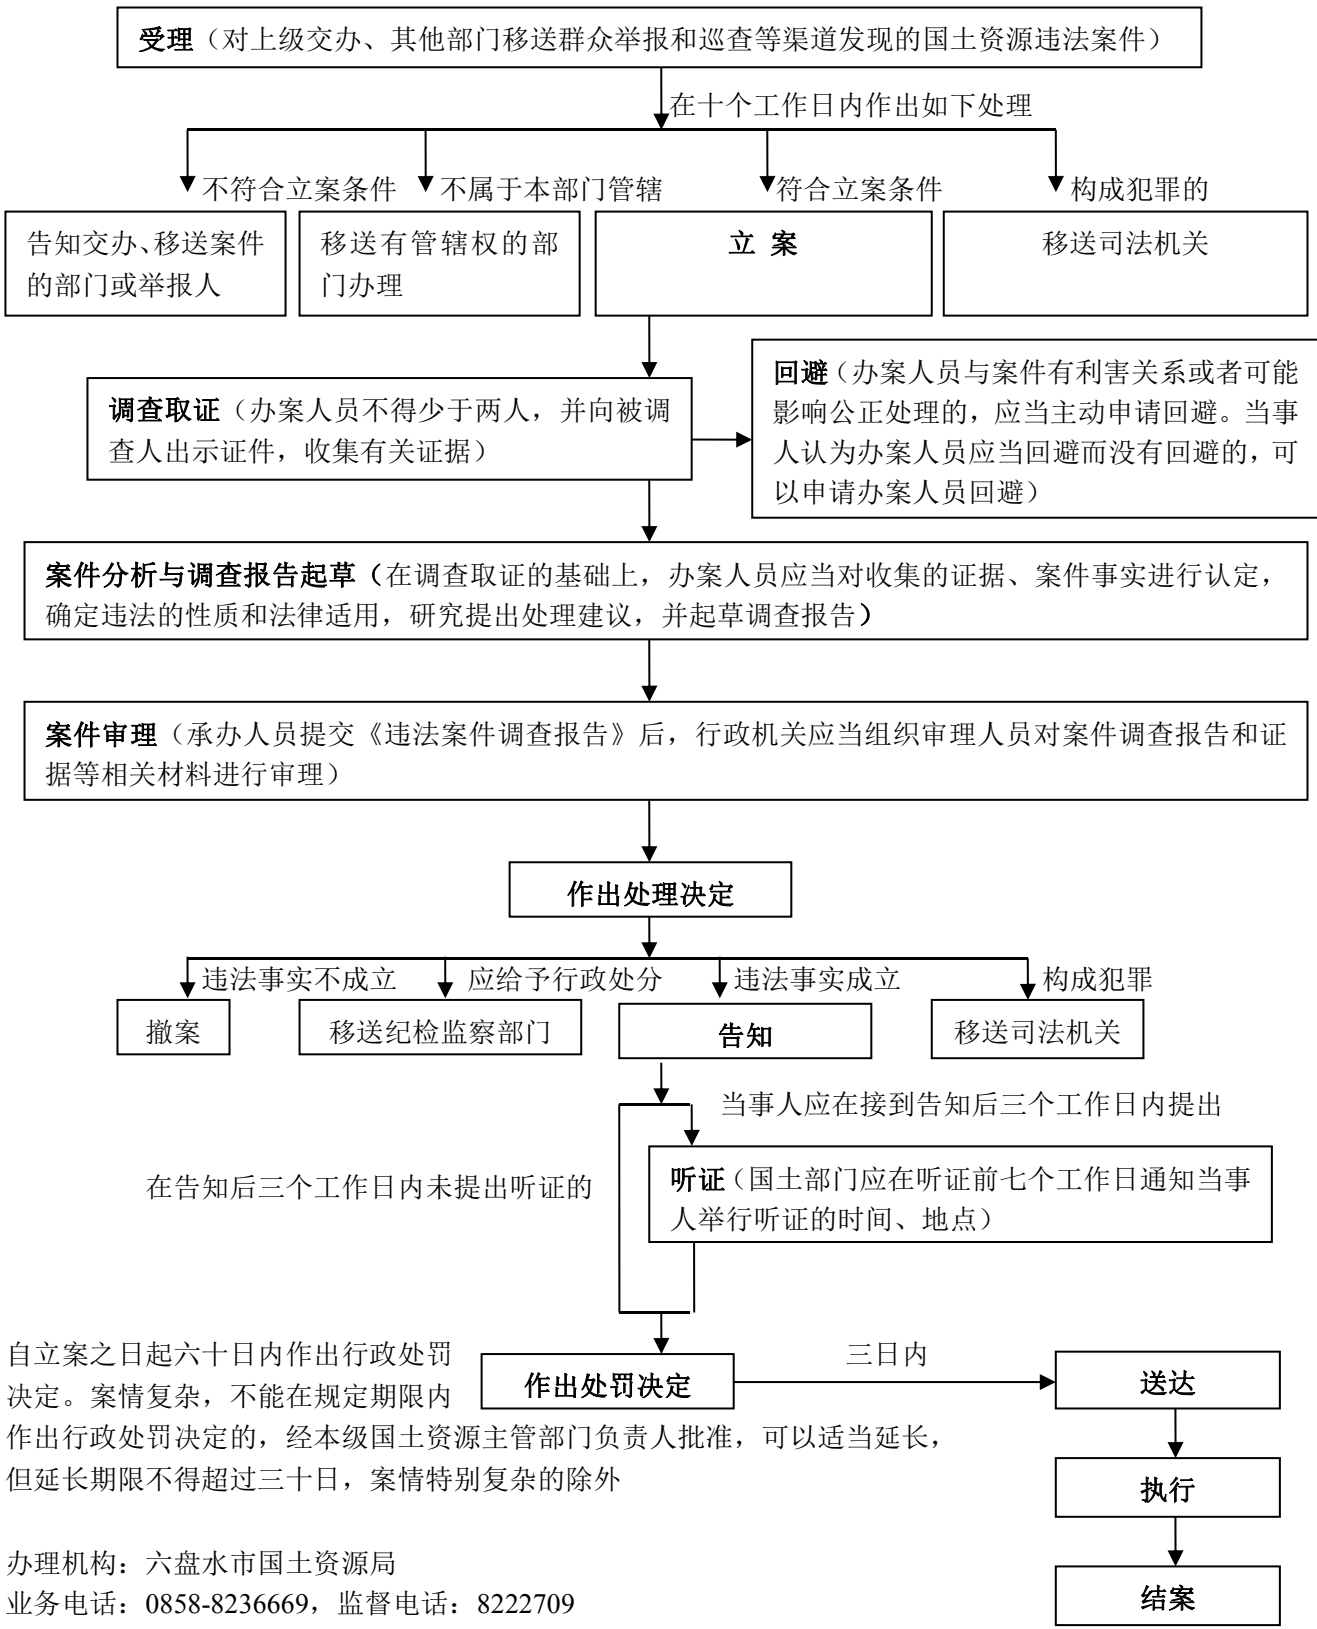 受理（对上级交办、其他部门移送群众举报和巡查等渠道发现的国土资源违法案件）
在十个工作日内作出如下处理
不符合立案条件
不属于本部门管辖
符合立案条件
构成犯罪的
告知交办、移送案件
的部门或举报人
移送有管辖权的部
门办理
立 案
移送司法机关
调查取证（办案人员不得少于两人，并向被调
查人出示证件，收集有关证据）
回避（办案人员与案件有利害关系或者可能
影响公正处理的，应当主动申请回避。当事
人认为办案人员应当回避而没有回避的，可
以申请办案人员回避）
案件分析与调查报告起草（在调查取证的基础上，办案人员应当对收集的证据、案件事实进行认定，
确定违法的性质和法律适用，研究提出处理建议，并起草调查报告）
案件审理（承办人员提交《违法案件调查报告》后，行政机关应当组织审理人员对案件调查报告和证
据等相关材料进行审理）
作出处理决定
违法事实不成立
应给予行政处分
违法事实成立
构成犯罪
撤案
移送纪检监察部门
告知
移送司法机关
当事人应在接到告知后三个工作日内提出
在告知后三个工作日内未提出听证的
听证（国土部门应在听证前七个工作日通知当事
人举行听证的时间、地点）
作出处罚决定
三日内
送达
执行
结案
自立案之日起六十日内作出行政处罚
决定。案情复杂，不能在规定期限内
作出行政处罚决定的，经本级国土资源主管部门负责人批准，可以适当延长，
但延长期限不得超过三十日，案情特别复杂的除外
办理机构：六盘水市国土资源局
业务电话：0858-8236669，监督电话：8222709